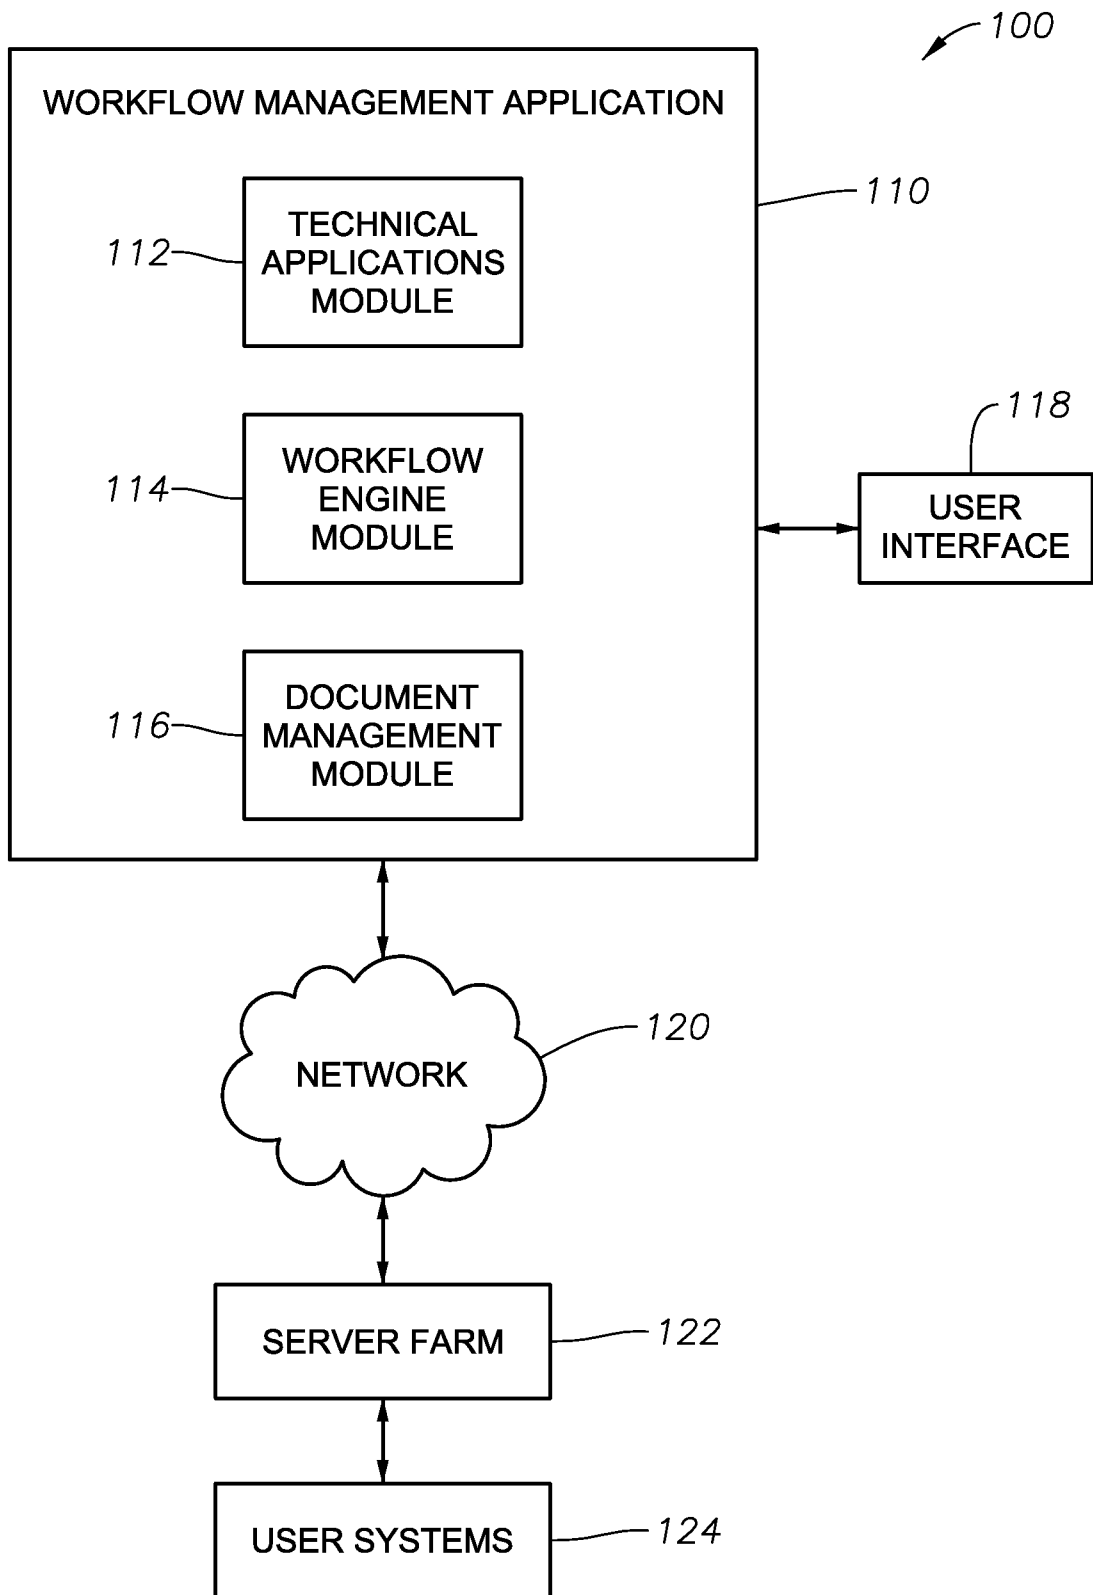 100
WORKFLOW MANAGEMENT APPLICATION
110
112
TECHNICAL
APPLICATIONS
MODULE
118
114
WORKFLOW
ENGINE
MODULE
USER
INTERFACE
116
DOCUMENT
MANAGEMENT
MODULE
120
NETWORK
SERVER FARM
122
USER SYSTEMS
124